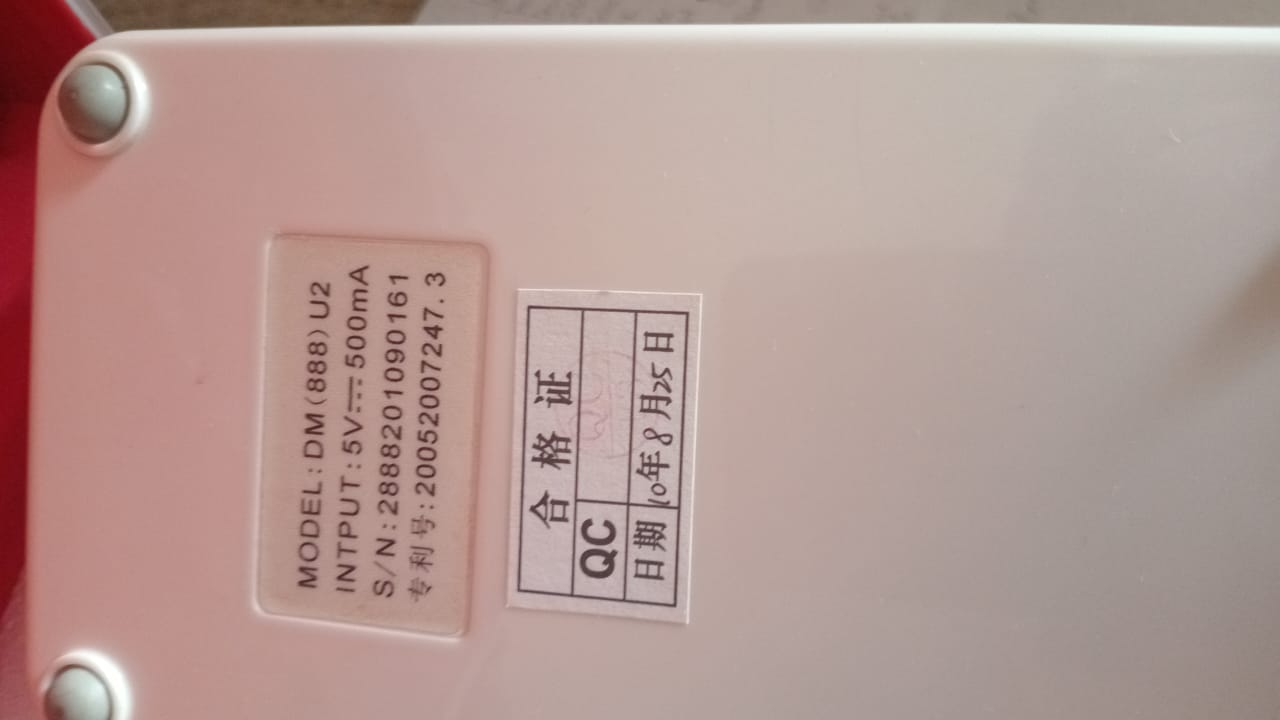 MODEL:DM(888)U2
INTPUT:5V⎓500mA
S/N:2888201090161
专利号:200520007247.3
合格证
QC
日期 10年8月25日